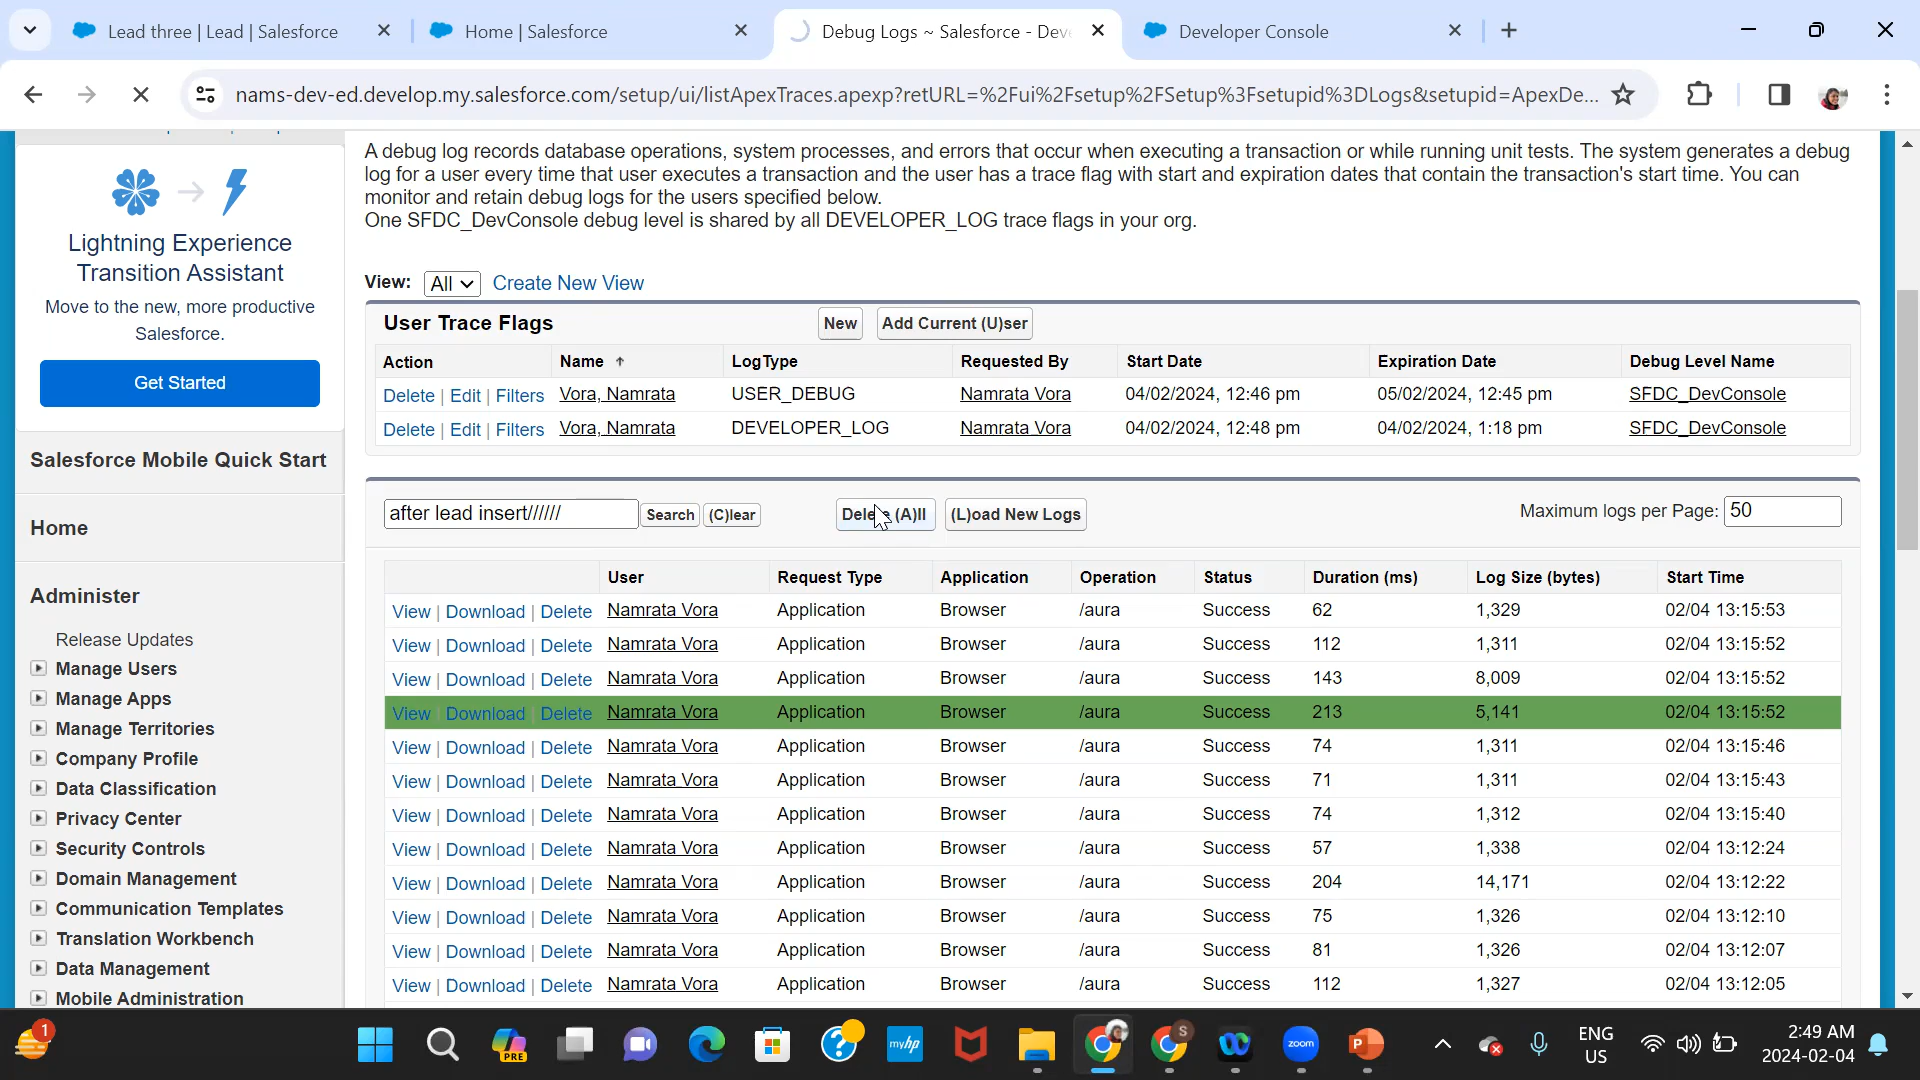 Lead three | Lead | Salesforce
Home | Salesforce
Debug Logs ~ Salesforce - Deve
Developer Console
nams-dev-ed.develop.my.salesforce.com/setup/ui/listApexTraces.apexp?retURL=%2Fui%2Fsetup%2FSetup%3Fsetupid%3DLogs&setupid=ApexDe...
Lightning Experience
Transition Assistant
Move to the new, more productive
Salesforce.
Get Started
Salesforce Mobile Quick Start
Home
Administer
Release Updates
Manage Users
Manage Apps
Manage Territories
Company Profile
Data Classification
Privacy Center
Security Controls
Domain Management
Communication Templates
Translation Workbench
Data Management
Mobile Administration
A debug log records database operations, system processes, and errors that occur when executing a transaction or while running unit tests. The system generates a debug
log for a user every time that user executes a transaction and the user has a trace flag with start and expiration dates that contain the transaction's start time. You can
monitor and retain debug logs for the users specified below.
One SFDC_DevConsole debug level is shared by all DEVELOPER_LOG trace flags in your org.
View: All Create New View
User Trace Flags New Add Current (U)ser
Action Name LogType Requested By Start Date Expiration Date Debug Level Name
Delete | Edit | Filters Vora, Namrata USER_DEBUG Namrata Vora 04/02/2024, 12:46 pm 05/02/2024, 12:45 pm SFDC_DevConsole
Delete | Edit | Filters Vora, Namrata DEVELOPER_LOG Namrata Vora 04/02/2024, 12:48 pm 04/02/2024, 1:18 pm SFDC_DevConsole
after lead insert////// Search (C)lear Delete (A)ll (L)oad New Logs Maximum logs per Page: 50
User Request Type Application Operation Status Duration (ms) Log Size (bytes) Start Time
View | Download | Delete Namrata Vora Application Browser /aura Success 62 1,329 02/04 13:15:53
View | Download | Delete Namrata Vora Application Browser /aura Success 112 1,311 02/04 13:15:52
View | Download | Delete Namrata Vora Application Browser /aura Success 143 8,009 02/04 13:15:52
View | Download | Delete Namrata Vora Application Browser /aura Success 213 5,141 02/04 13:15:52
View | Download | Delete Namrata Vora Application Browser /aura Success 74 1,311 02/04 13:15:46
View | Download | Delete Namrata Vora Application Browser /aura Success 71 1,311 02/04 13:15:43
View | Download | Delete Namrata Vora Application Browser /aura Success 74 1,312 02/04 13:15:40
View | Download | Delete Namrata Vora Application Browser /aura Success 57 1,338 02/04 13:12:24
View | Download | Delete Namrata Vora Application Browser /aura Success 204 14,171 02/04 13:12:22
View | Download | Delete Namrata Vora Application Browser /aura Success 75 1,326 02/04 13:12:10
View | Download | Delete Namrata Vora Application Browser /aura Success 81 1,326 02/04 13:12:07
View | Download | Delete Namrata Vora Application Browser /aura Success 112 1,327 02/04 13:12:05
1
PRE
myhp
S
zoom
P
ENG
US
2:49 AM
2024-02-04